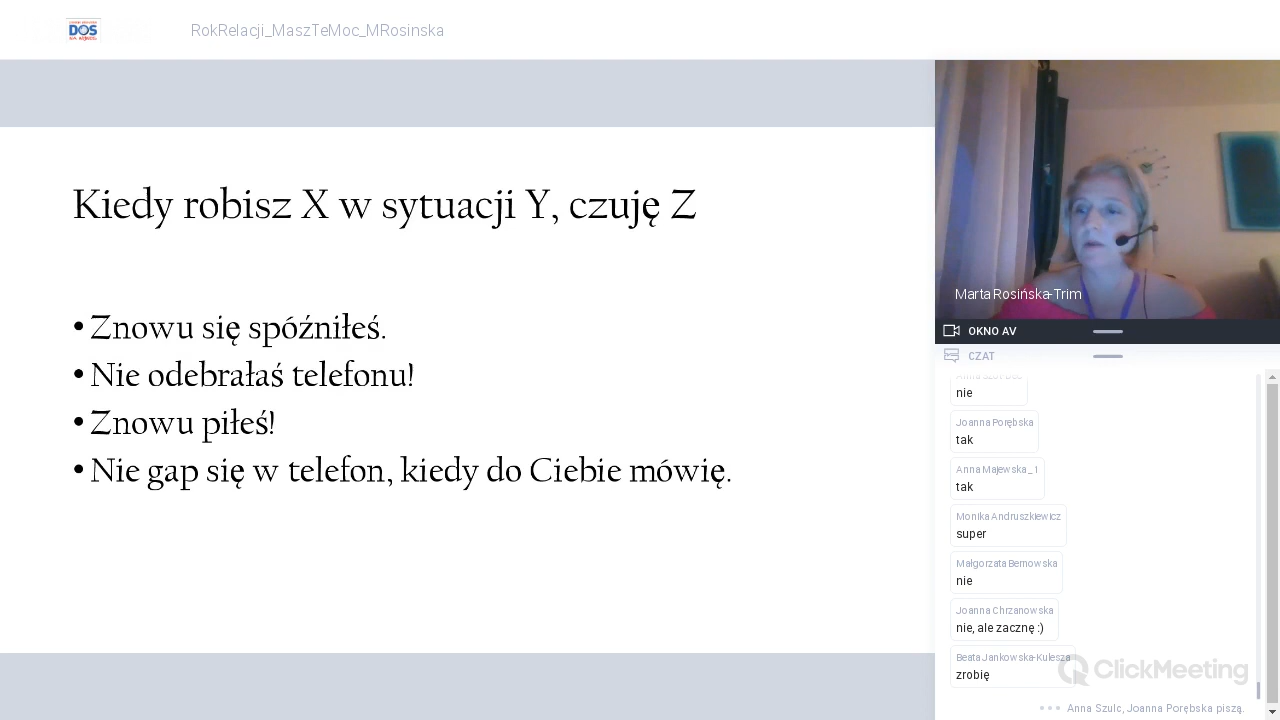 DOS
RokRelacji_MaszTeMoc_MRosinska
Kiedy robisz X w sytuacji Y, czuję Z
• Znowu się spóźniłeś.
• Nie odebrałaś telefonu!
• Znowu piłeś!
• Nie gap się w telefon, kiedy do Ciebie mówię.
Marta Rosińska-Trim
OKNO AV
CZAT
nie
Joanna Porębska
tak
Anna Majewska_1
tak
Monika Andruszkiewicz
super
Małgorzata Bernowska
nie
Joanna Chrzanowska
nie, ale zacznę :)
Beata Jankowska-Kulesza
zrobię
ClickMeeting
Anna Szulc, Joanna Porębska piszą.